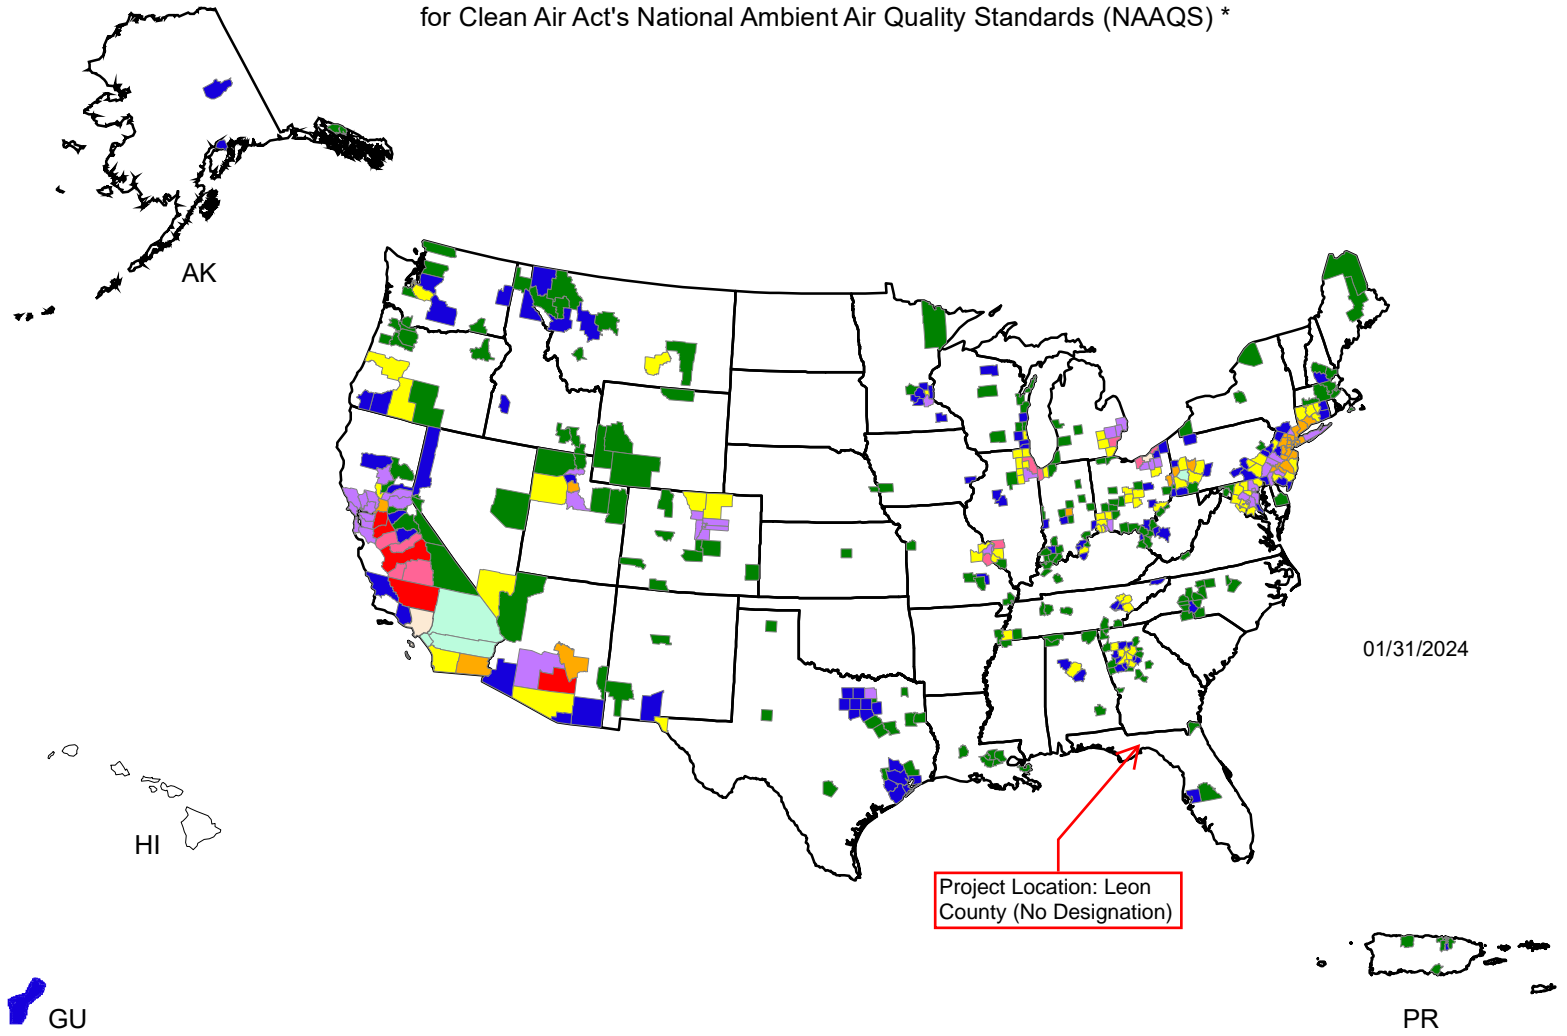 for Clean Air Act's National Ambient Air Quality Standards (NAAQS) *
AK
01/31/2024
HI
Project Location: Leon
County (No Designation)
GU
PR